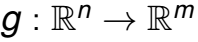 g : ℝⁿ → ℝᵐ